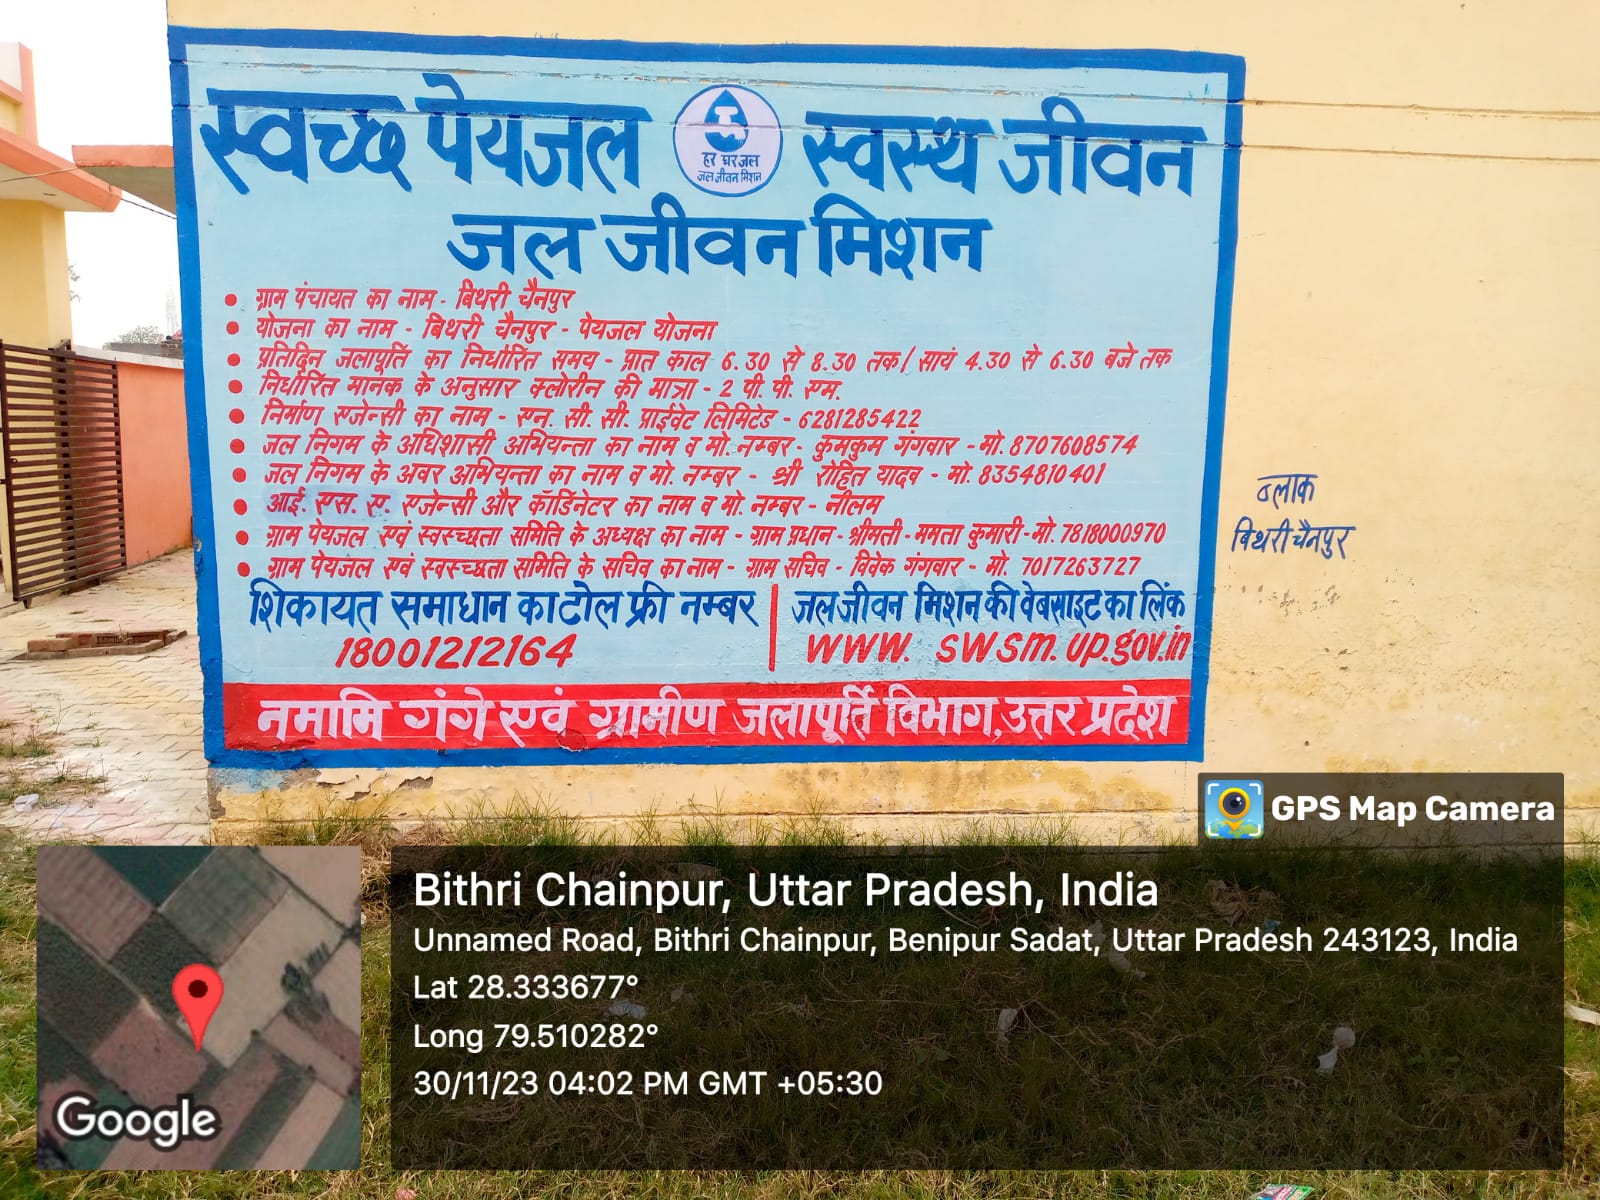 स्वच्छ पेयजल
हर घर जल
जल जीवन मिशन
स्वस्थ जीवन
जल जीवन मिशन
• ग्राम पंचायत का नाम - बिथरी चैनपुर
• योजना का नाम - बिथरी चैनपुर - पेयजल योजना
• प्रतिदिन जलापूर्ति का निर्धारित समय - प्रात काल 6.30 से 8.30 तक/ सायं 4.30 से 6.30 बजे तक
• निर्धारित मानक के अनुसार क्लोरीन की मात्रा - 2 पी. पी. एम.
• निर्माण एजेन्सी का नाम - एन. सी. सी. प्राईवेट लिमिटेड - 6281285422
• जल निगम के अधिशासी अभियन्ता का नाम व मो. नम्बर - कुमकुम गंगवार - मो. 8707608574
• जल निगम के अवर अभियन्ता का नाम व मो. नम्बर - श्री रोहित यादव - मो. 8354810401
• आई. एस. ए. एजेन्सी और कॉर्डिनेटर का नाम व मो. नम्बर - नीलम
• ग्राम पेयजल एवं स्वस्च्छता समिति के अध्यक्ष का नाम - ग्राम प्रधान - श्रीमती - ममता कुमारी - मो. 7818000970
• ग्राम पेयजल एवं स्वस्च्छता समिति के सचिव का नाम - ग्राम सचिव - विवेक गंगवार - मो. 7017263727
शिकायत समाधान का टोल फ्री नम्बर
18001212164
जल जीवन मिशन की वेबसाइट का लिंक
www. swsm.up.gov.in
नमामि गंगे एवं ग्रामीण जलापूर्ति विभाग, उत्तर प्रदेश
ब्लाक
बिथरी चैनपुर
GPS Map Camera
Bithri Chainpur, Uttar Pradesh, India
Unnamed Road, Bithri Chainpur, Benipur Sadat, Uttar Pradesh 243123, India
Lat 28.333677°
Long 79.510282°
30/11/23 04:02 PM GMT +05:30
Google